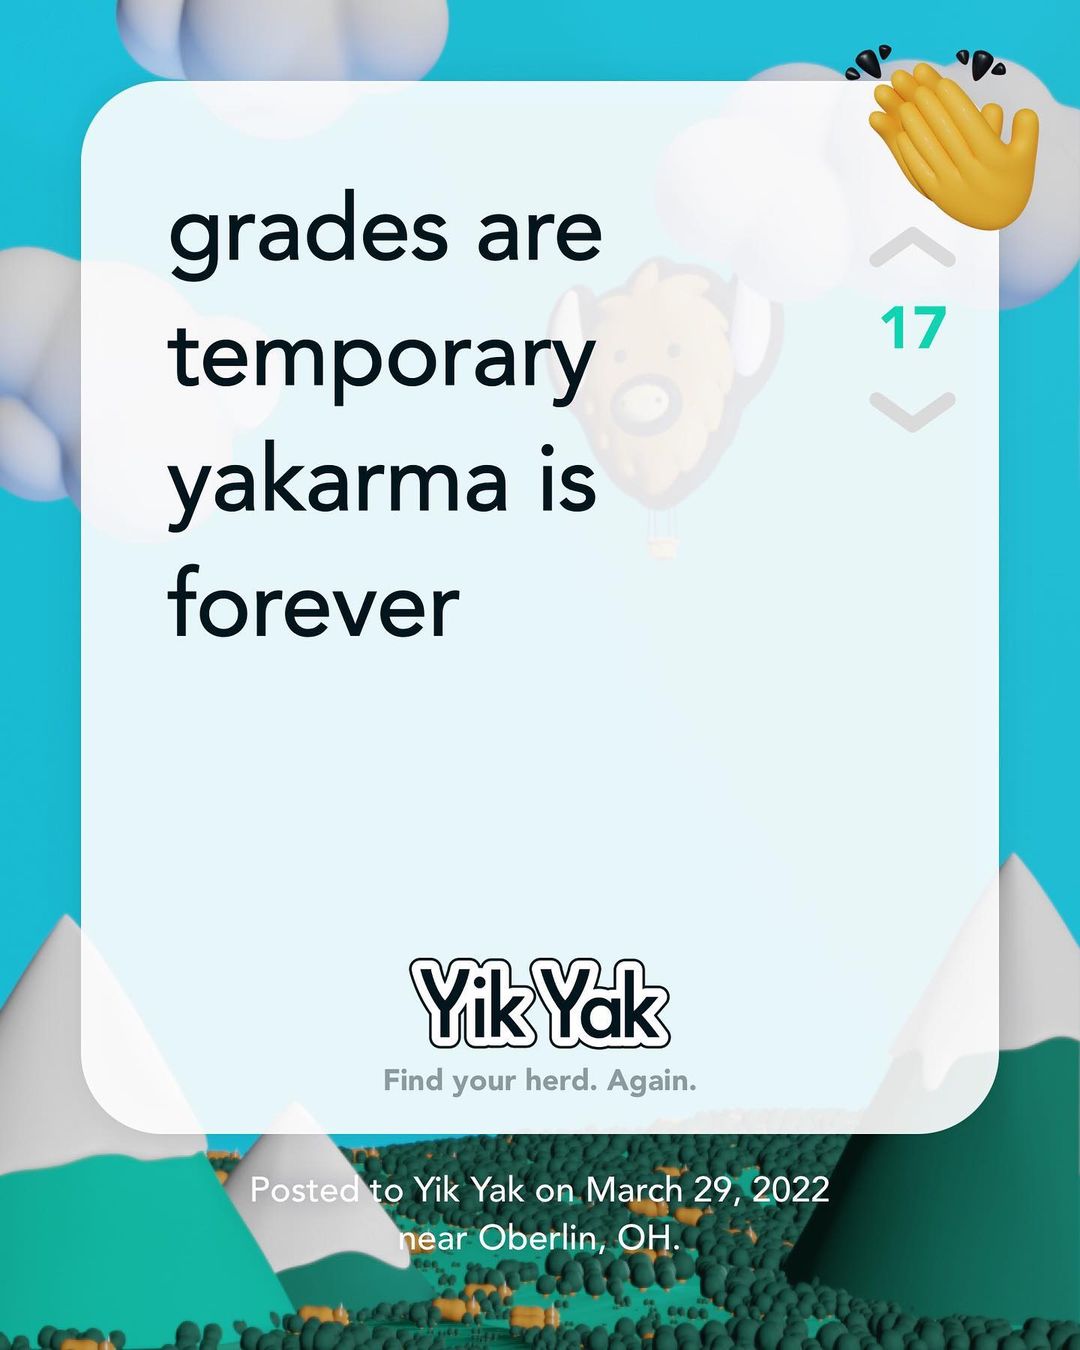 grades are
temporary
yakarma is
forever
17
Yik Yak
Find your herd. Again.
Posted to Yik Yak on March 29, 2022
near Oberlin, OH.